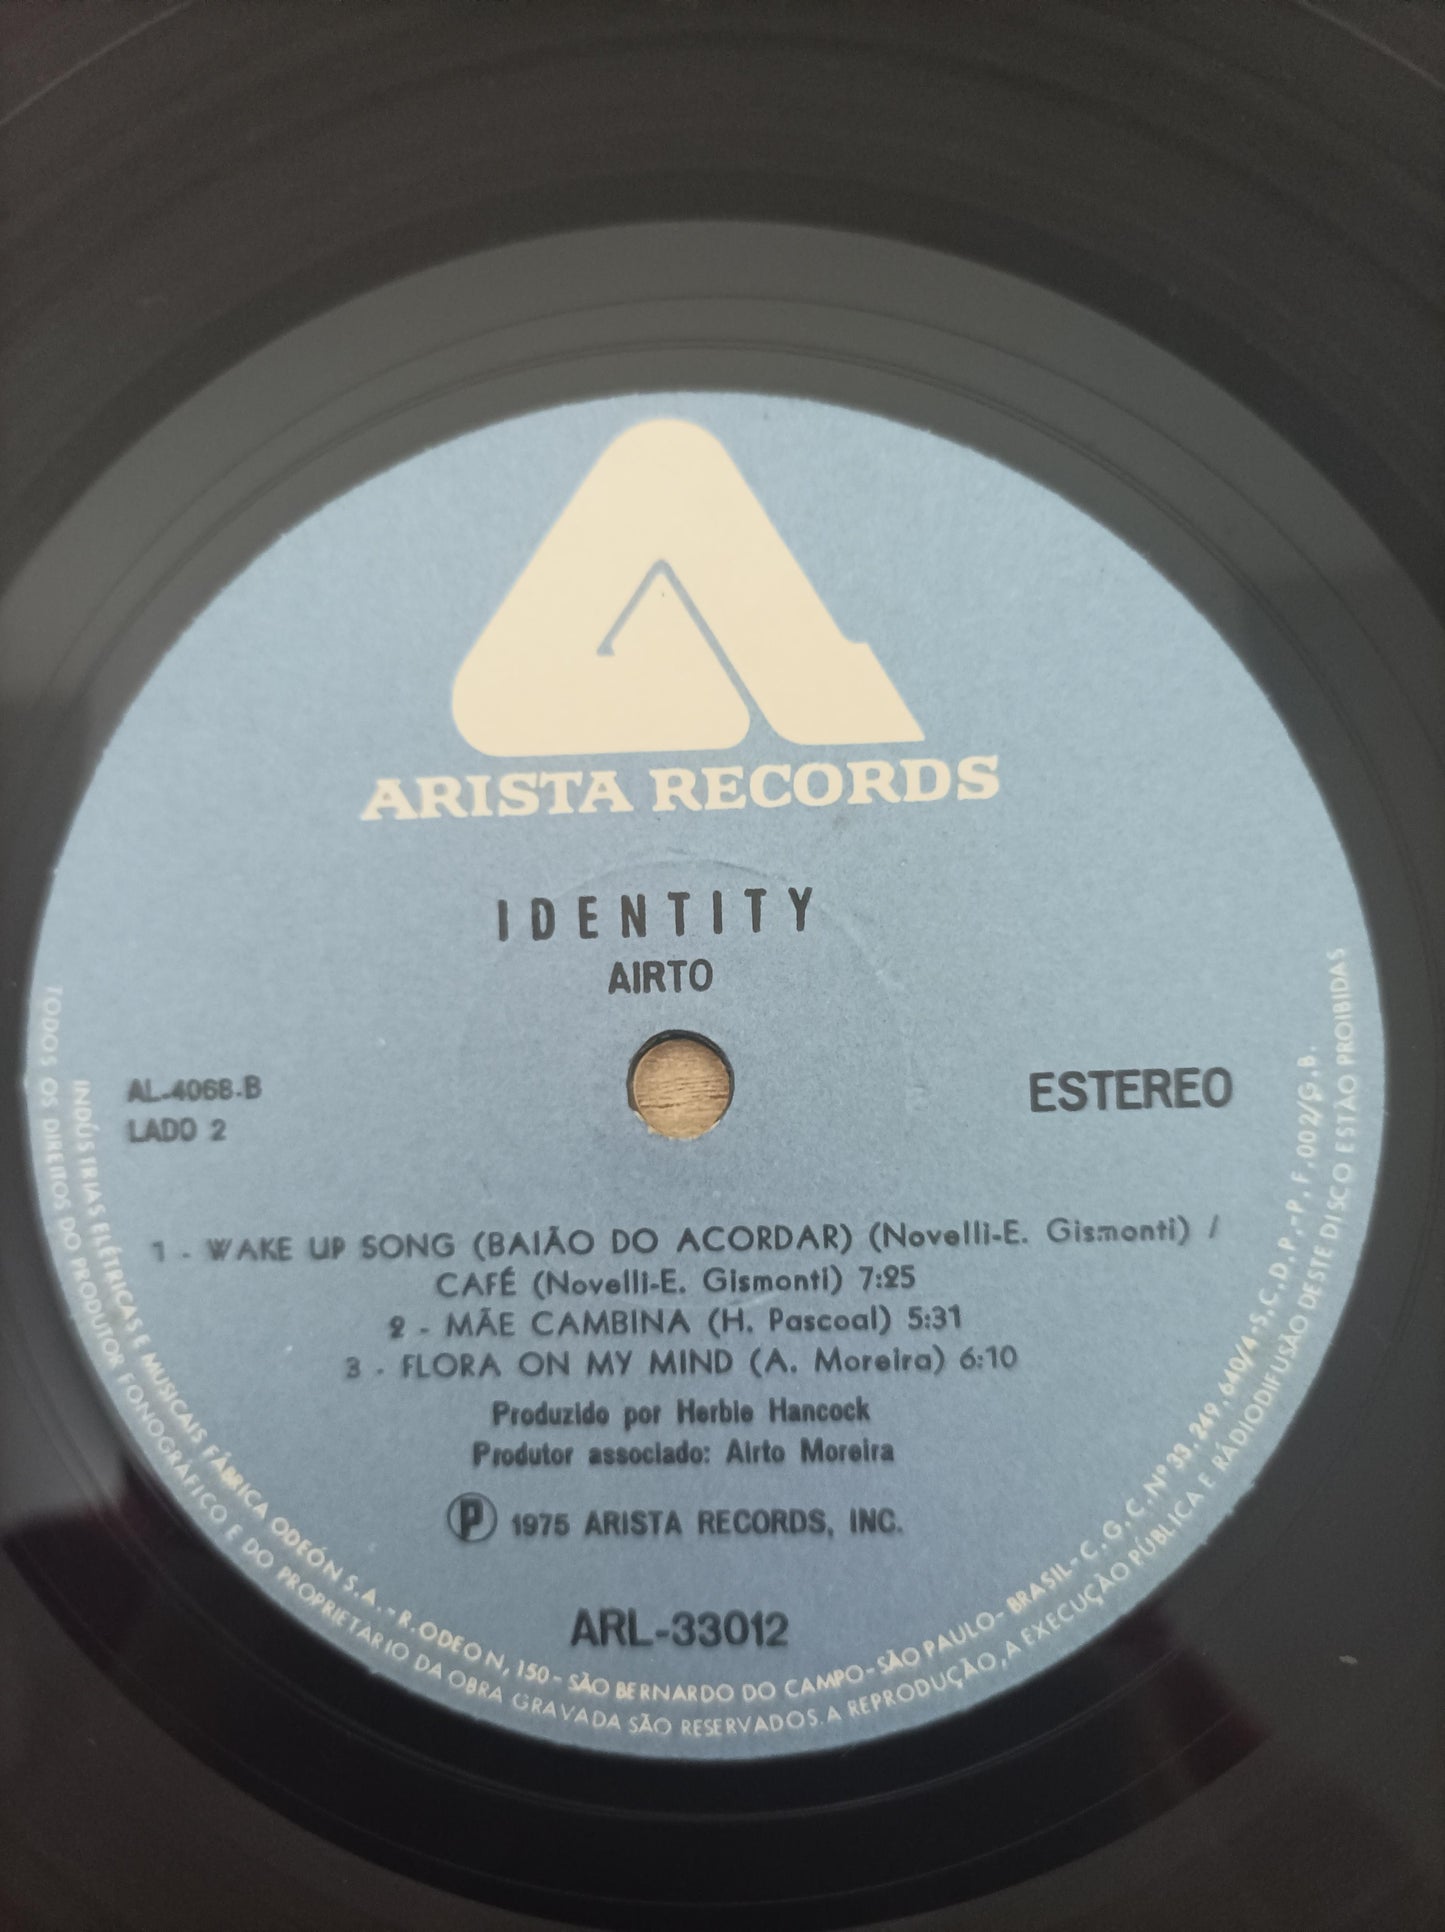 ARISTA RECORDS
IDENTITY
AIRTO
AL-4068.B
LADO 2
ESTEREO
1 - WAKE UP SONG (BAIÃO DO ACORDAR) (Novelli-E. Gismonti) /
CAFÉ (Novelli-E. Gismonti) 7:25
2 - MÃE CAMBINA (H. Pascoal) 5:31
3 - FLORA ON MY MIND (A. Moreira) 6:10
Produzido por Herbie Hancock
Produtor associado: Airto Moreira
Ⓟ 1975 ARISTA RECORDS, INC.
ARL-33012
INDÚSTRIAS ELÉTRICAS E MUSICAIS FÁBRICA ODEON S.A. - R. ODEON, 150 - SÃO BERNARDO DO CAMPO - SÃO PAULO - BRASIL - C.G.C. Nº 33.249.640/4 - S.C.D.P. - P.F. 002/G.B.
TODOS OS DIREITOS DO PRODUTOR FONOGRÁFICO E DO PROPRIETÁRIO DA OBRA GRAVADA SÃO RESERVADOS. A REPRODUÇÃO, A EXECUÇÃO PÚBLICA E RÁDIODIFUSÃO DESTE DISCO ESTÃO PROIBIDAS